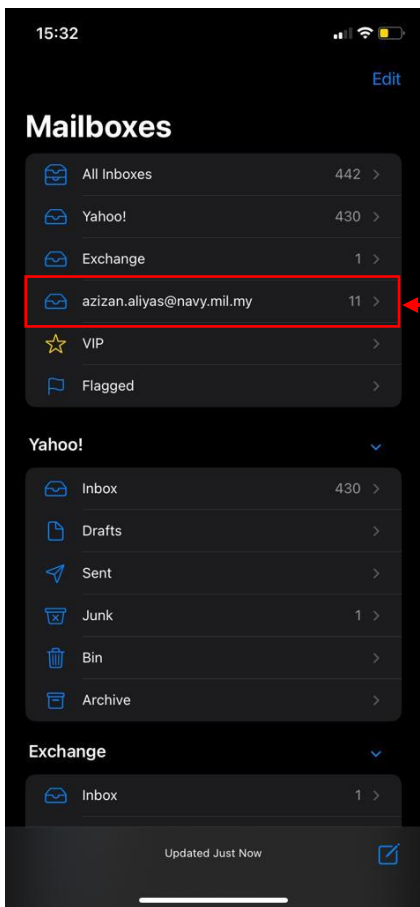 15:32
Edit
Mailboxes
All Inboxes 442
Yahoo! 430
Exchange 1
azizan.aliyas@navy.mil.my 11
VIP
Flagged
Yahoo!
Inbox 430
Drafts
Sent
Junk 1
Bin
Archive
Exchange
Inbox 1
Updated Just Now